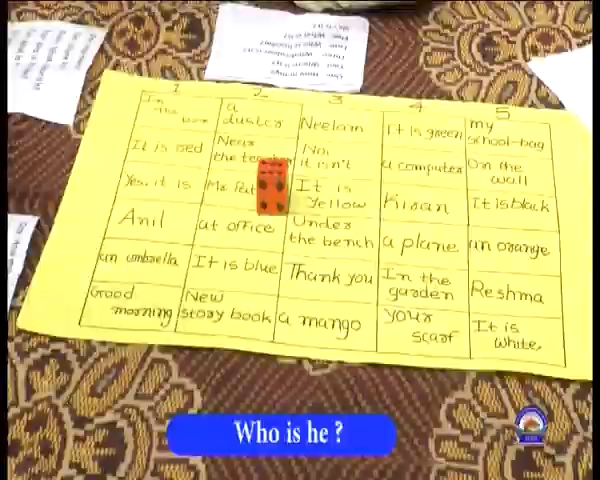 1 2 3 4 5
In the box
a duster
Neelam
It is green
my school-bag
It is red
Near the teacher
No, it isn't
a computer
On the wall
Yes, it is
Mr.
It is Yellow
Kiran
It is black
Anil
at office
Under the bench
a plane
an orange
an umbrella
It is blue
Thank you
In the garden
Reshma
Good morning
New story book
a mango
your scarf
It is white.
Who is he ?